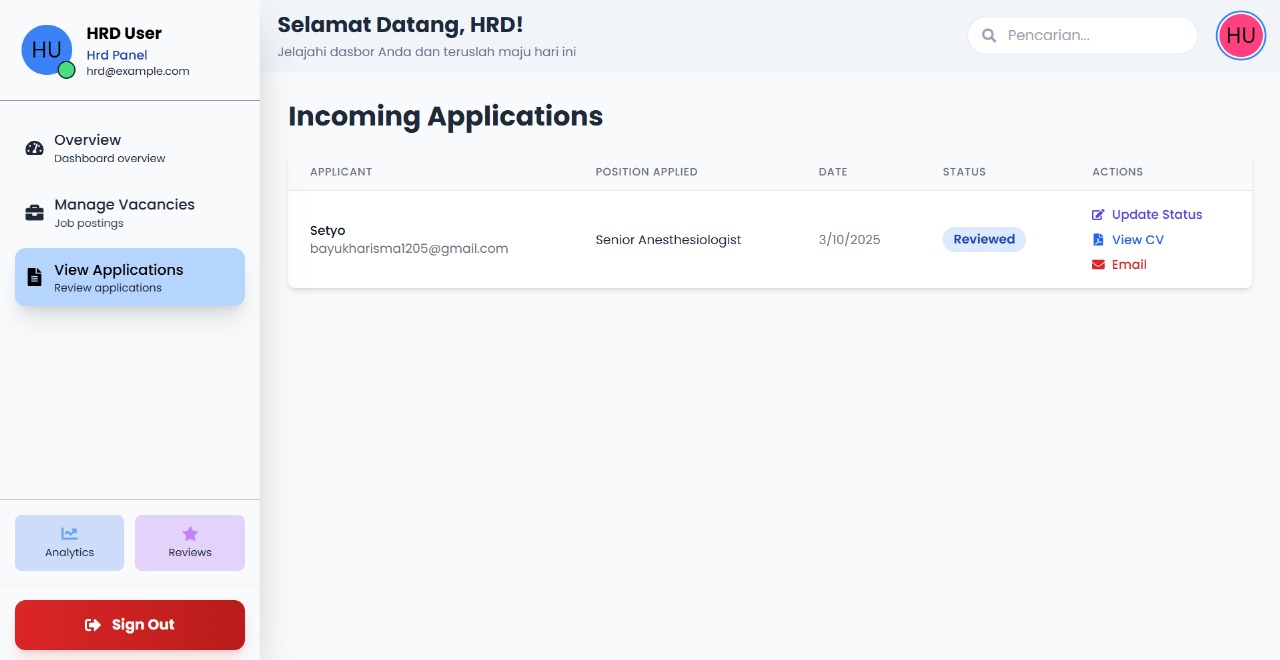 HU
HRD User
Hrd Panel
hrd@example.com
Overview
Dashboard overview
Manage Vacancies
Job postings
View Applications
Review applications
Analytics
Reviews
Sign Out
Selamat Datang, HRD!
Jelajahi dasbor Anda dan teruslah maju hari ini
Pencarian...
HU
Incoming Applications
APPLICANT POSITION APPLIED DATE STATUS ACTIONS
Setyo
bayukharisma1205@gmail.com
Senior Anesthesiologist
3/10/2025
Reviewed
Update Status
View CV
Email